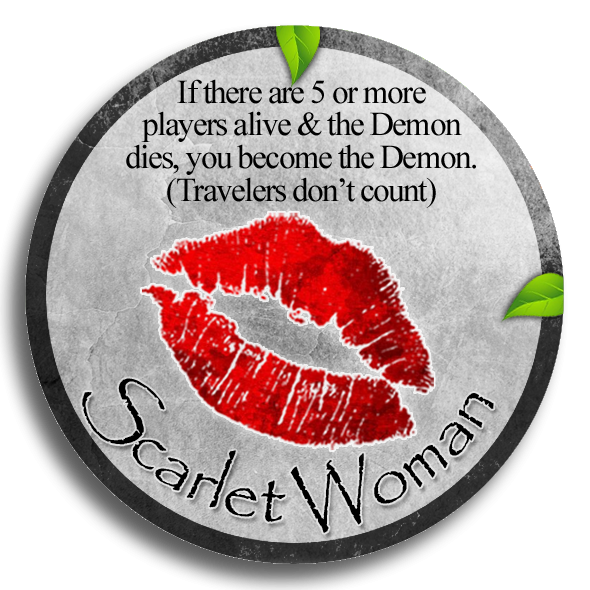 If there are 5 or more
players alive & the Demon
dies, you become the Demon.
(Travelers don’t count)
Scarlet Woman